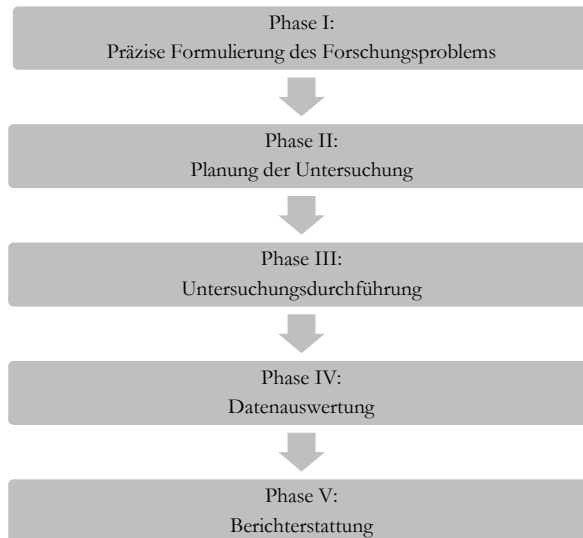 Phase I:
Präzise Formulierung des Forschungsproblems
Phase II:
Planung der Untersuchung
Phase III:
Untersuchungsdurchführung
Phase IV:
Datenauswertung
Phase V:
Berichterstattung